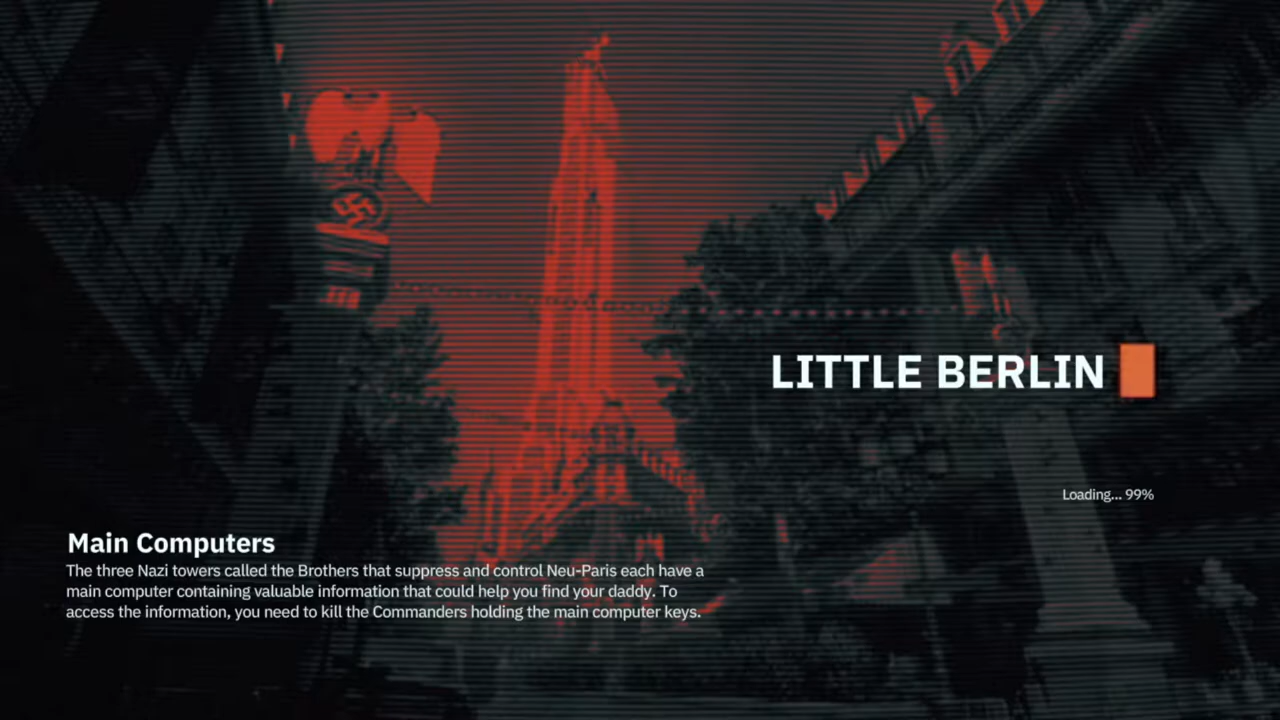 LITTLE BERLIN
Loading... 99%
Main Computers
The three Nazi towers called the Brothers that suppress and control Neu-Paris each have a
main computer containing valuable information that could help you find your daddy. To
access the information, you need to kill the Commanders holding the main computer keys.